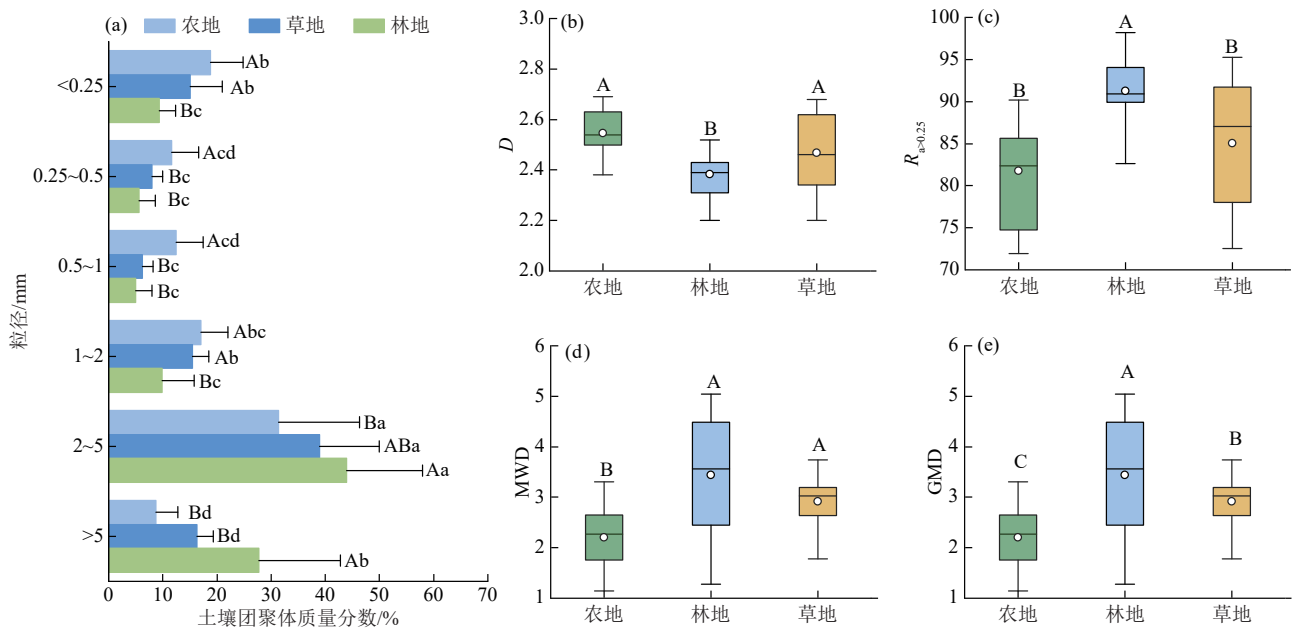 (a) 农地 草地 林地
粒径/mm
<0.25
Ab
Ab
Bc
0.25~0.5
Acd
Bc
Bc
0.5~1
Acd
Bc
Bc
1~2
Abc
Ab
Bc
2~5
Ba
ABa
Aa
>5
Bd
Bd
Ab
0 10 20 30 40 50 60 70
土壤团聚体质量分数/%
(b)
D
3.0
2.8
2.6
2.4
2.2
2.0
A B A
农地 林地 草地
(c)
Ra>0.25
100
95
90
85
80
75
70
B A B
农地 林地 草地
(d)
MWD
6
5
4
3
2
1
B A A
农地 林地 草地
(e)
GMD
6
5
4
3
2
1
C A B
农地 林地 草地